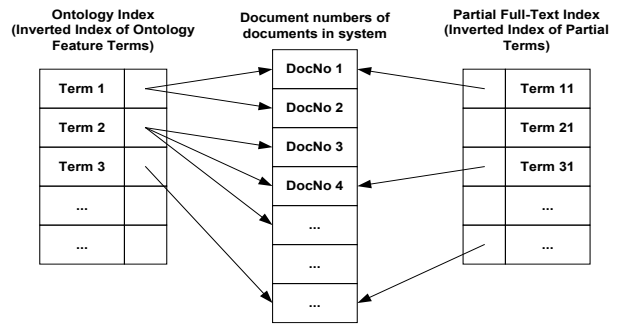 Ontology Index
(Inverted Index of Ontology
Feature Terms)
Term 1
Term 2
Term 3
...
...
Document numbers of
documents in system
DocNo 1
DocNo 2
DocNo 3
DocNo 4
...
...
...
Partial Full-Text Index
(Inverted Index of Partial
Terms)
Term 11
Term 21
Term 31
...
...